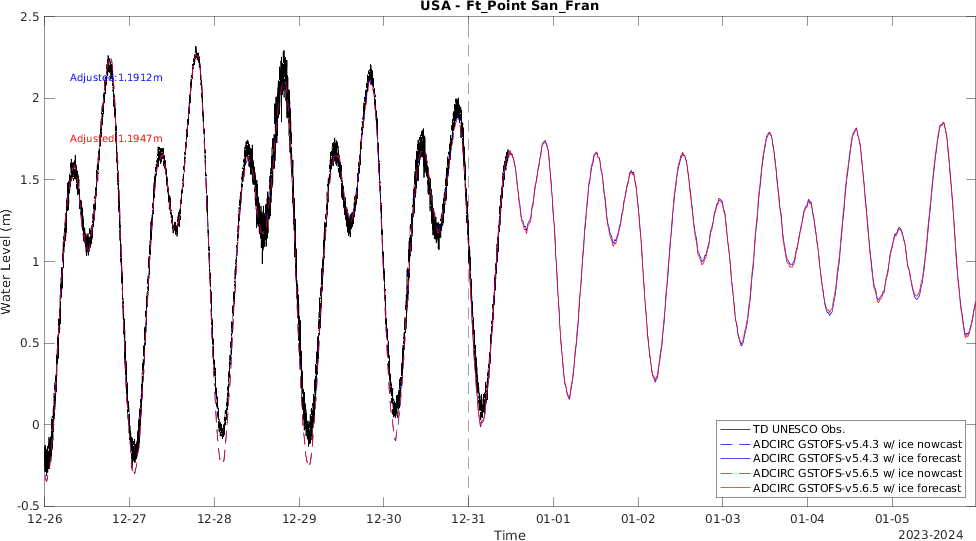 USA - Ft_Point San_Fran
2.5
2
1.5
1
0.5
0
-0.5
Water Level (m)
Adjusted:1.1912m
Adjusted:1.1947m
TD UNESCO Obs.
ADCIRC GSTOFS-v5.4.3 w/ ice nowcast
ADCIRC GSTOFS-v5.4.3 w/ ice forecast
ADCIRC GSTOFS-v5.6.5 w/ ice nowcast
ADCIRC GSTOFS-v5.6.5 w/ ice forecast
12-26 12-27 12-28 12-29 12-30 12-31 01-01 01-02 01-03 01-04 01-05
Time
2023-2024